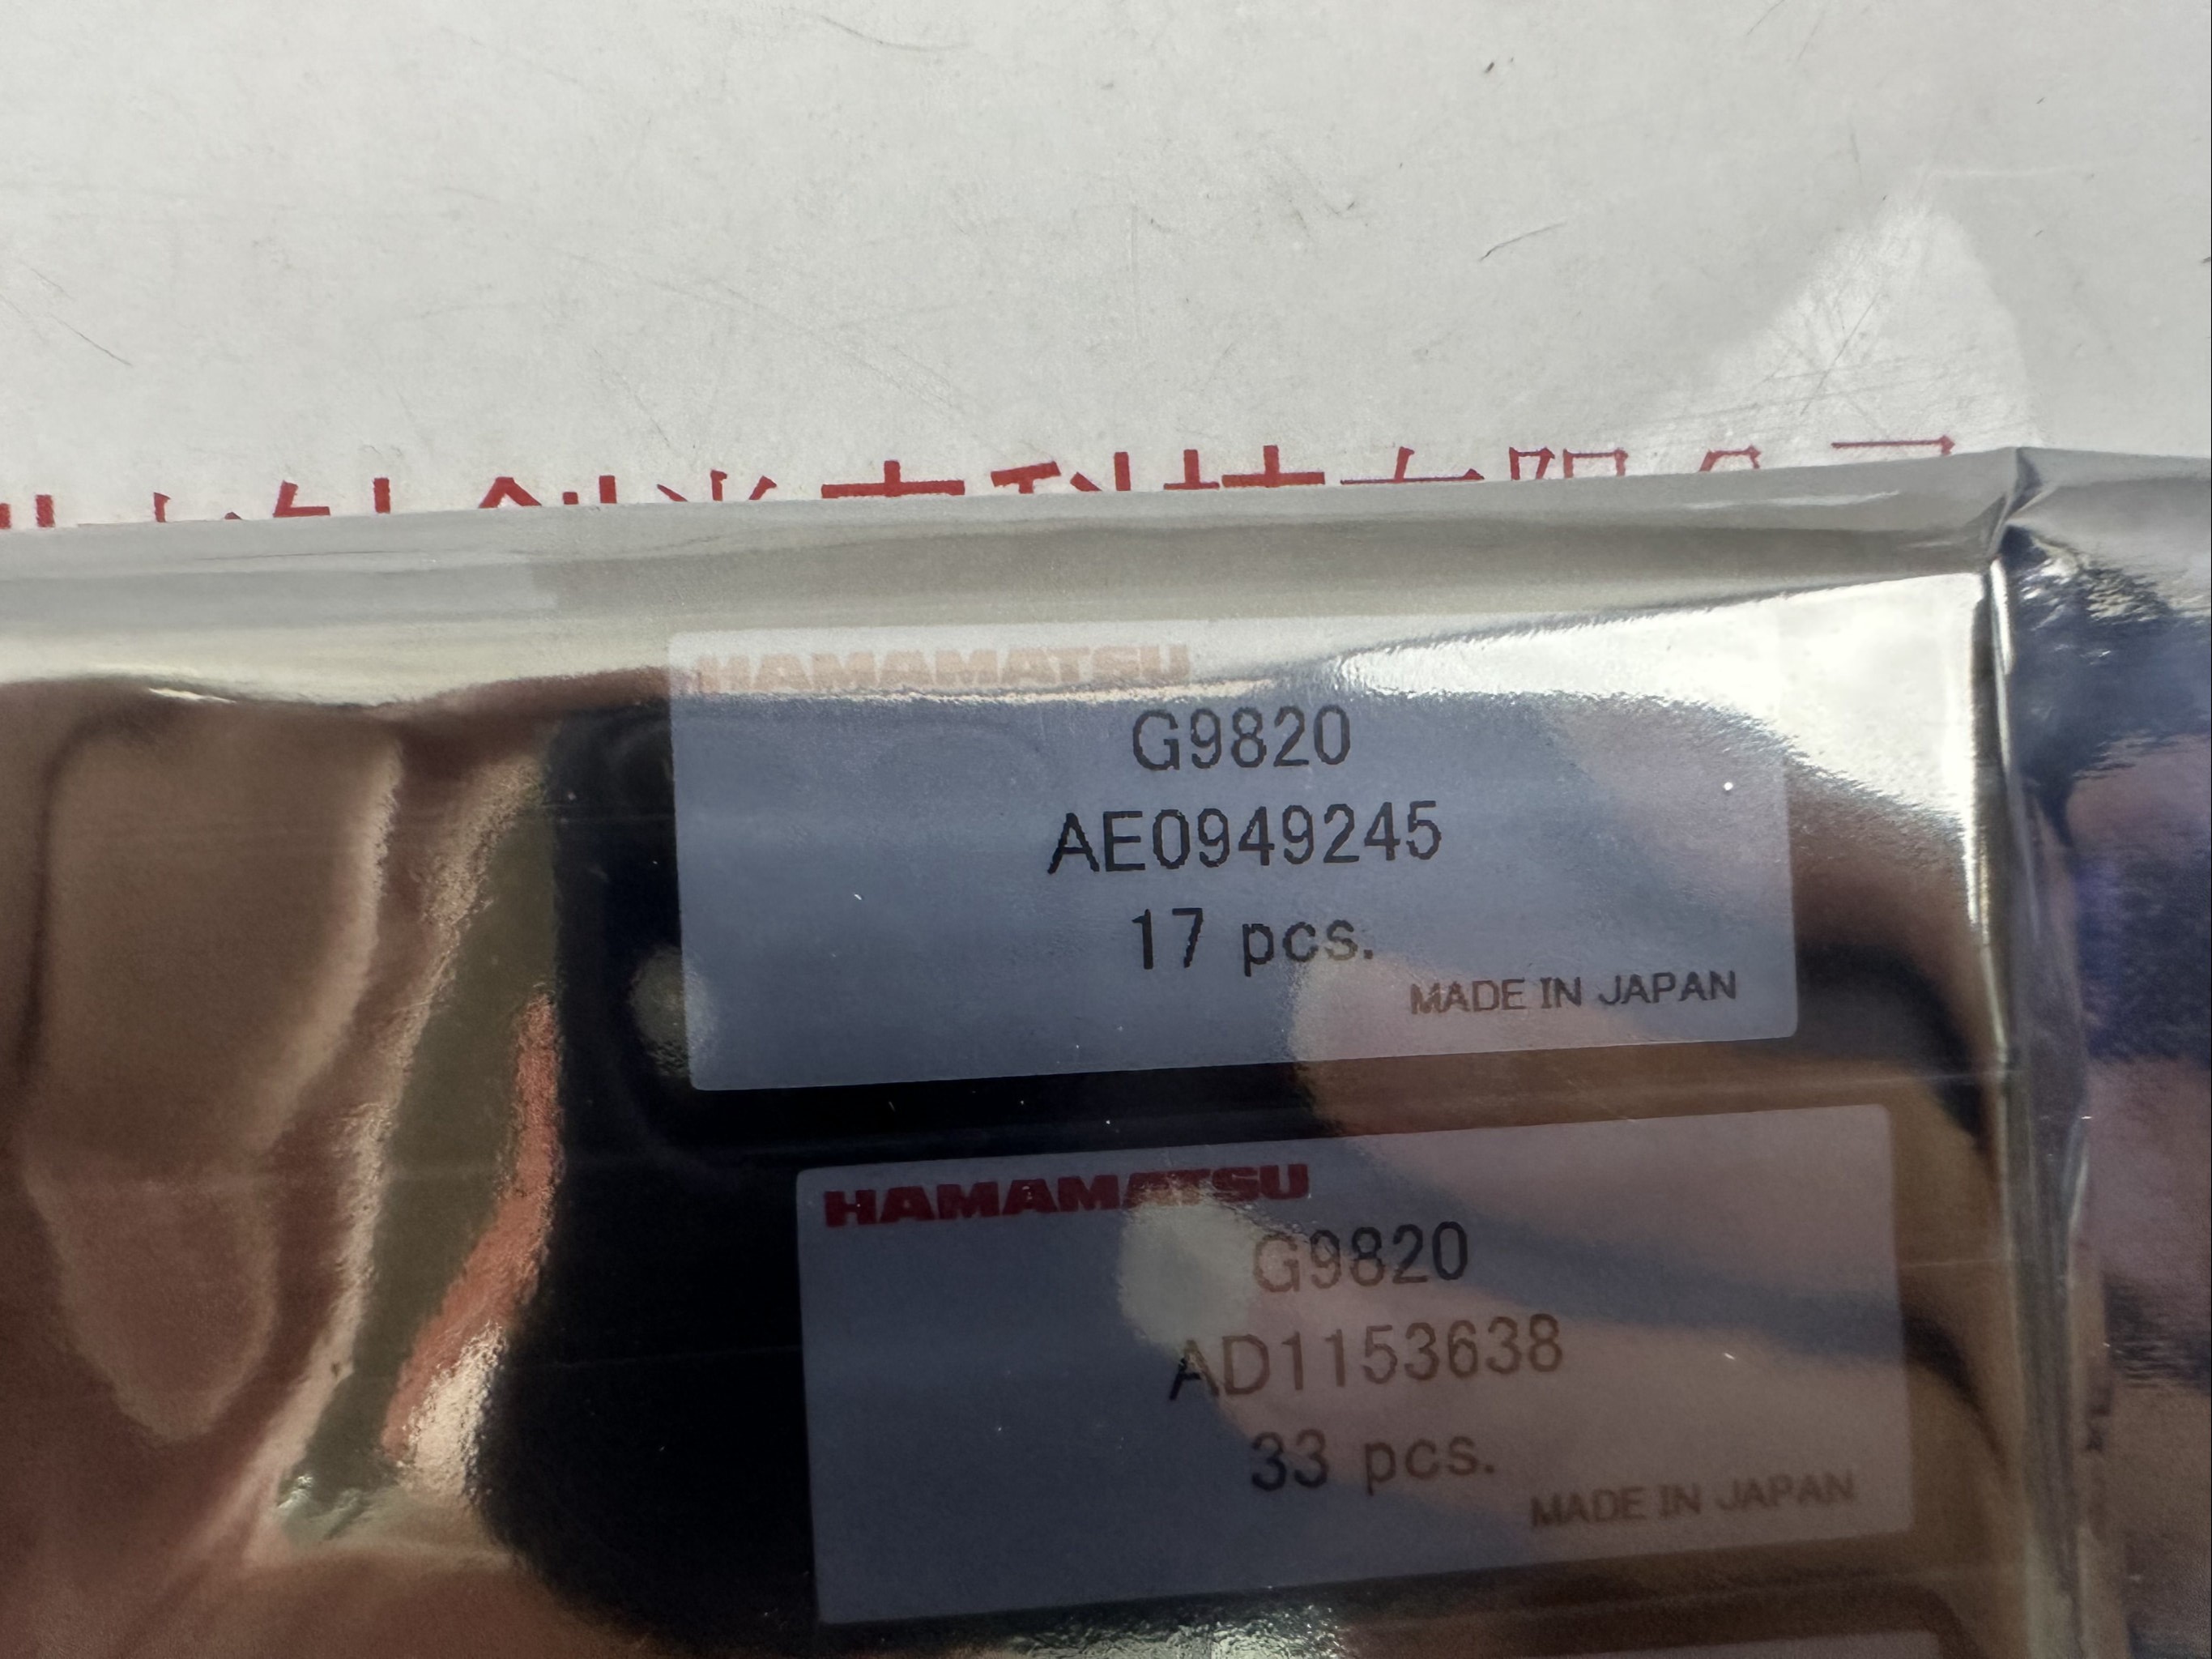 HAMAMATSU
G9820
AE0949245
17 pcs.
MADE IN JAPAN
HAMAMATSU
G9820
AD1153638
33 pcs.
MADE IN JAPAN